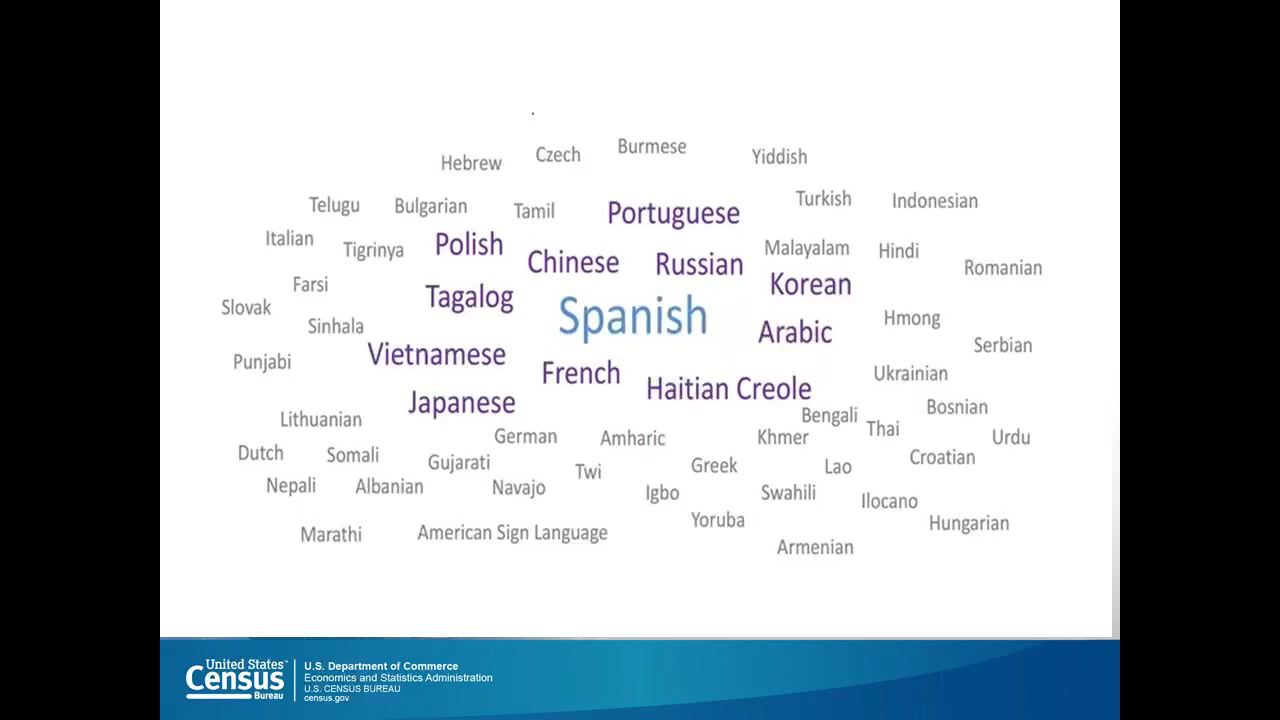 Hebrew Czech Burmese Yiddish
Telugu Bulgarian Tamil Portuguese Turkish Indonesian
Italian Tigrinya Polish Chinese Russian Malayalam Hindi Romanian
Farsi Tagalog Korean
Slovak Sinhala Spanish Arabic Hmong Serbian
Punjabi Vietnamese French Haitian Creole Ukrainian
Japanese Bosnian
Lithuanian German Amharic Khmer Bengali Thai Urdu
Dutch Somali Gujarati Twi Greek Lao Croatian
Nepali Albanian Navajo Igbo Swahili Ilocano
Marathi American Sign Language Yoruba Hungarian
Armenian
United States™
Census
Bureau
U.S. Department of Commerce
Economics and Statistics Administration
U.S. CENSUS BUREAU
census.gov